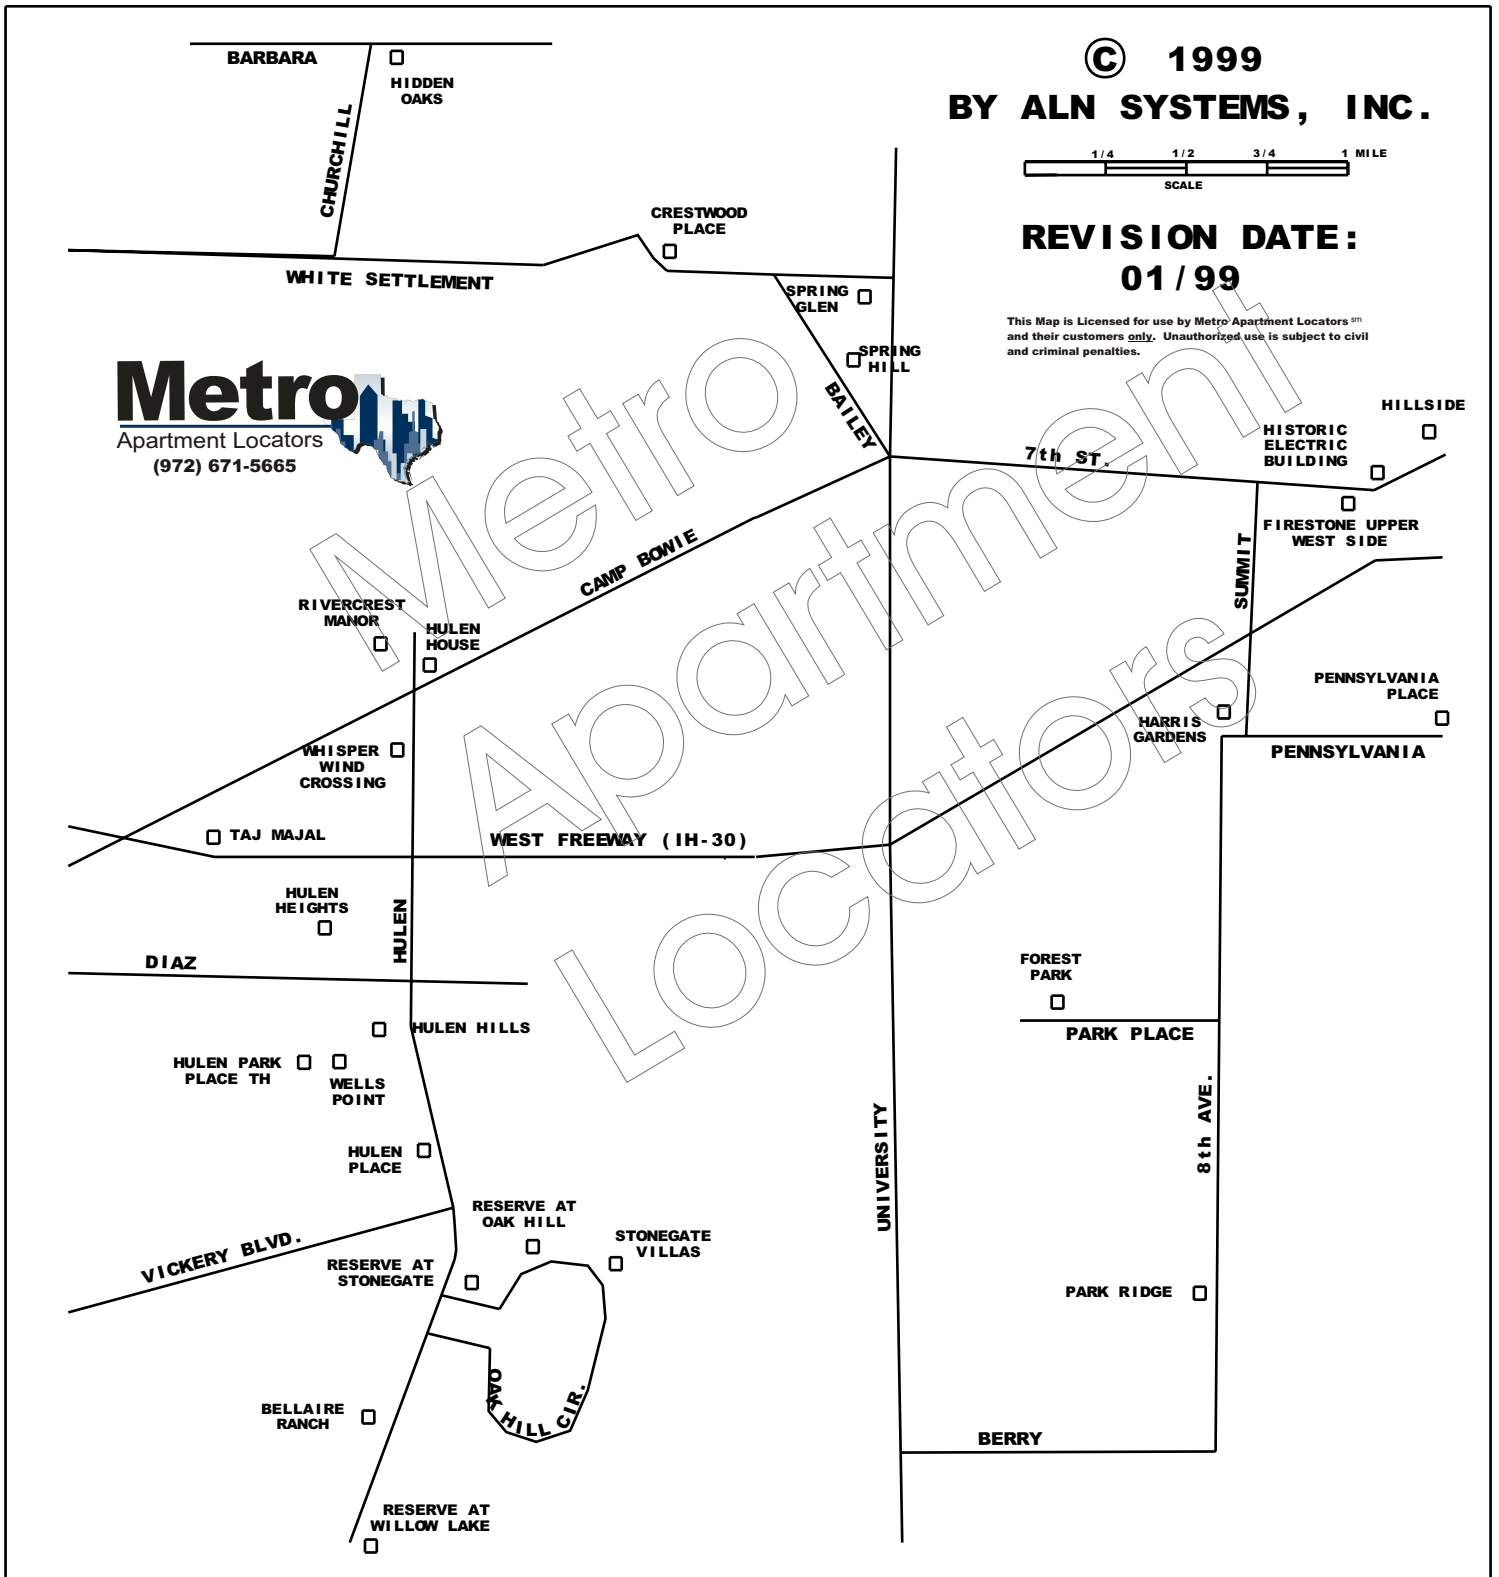 © 1999
BY ALN SYSTEMS, INC.
1/4 1/2 3/4 1 MILE
SCALE
REVISION DATE:
01/99
This Map is Licensed for use by Metro Apartment Locators sm
and their customers only. Unauthorized use is subject to civil
and criminal penalties.
BARBARA
HIDDEN
OAKS
CHURCHILL
CRESTWOOD
PLACE
WHITE SETTLEMENT
SPRING
GLEN
SPRING
HILL
BAILEY
Metro
Apartment Locators
(972) 671-5665
HILLSIDE
HISTORIC
ELECTRIC
BUILDING
7th ST.
FIRESTONE UPPER
WEST SIDE
SUMMIT
CAMP BOWIE
RIVERCREST
MANOR
HULEN
HOUSE
PENNSYLVANIA
PLACE
HARRIS
GARDENS
PENNSYLVANIA
WHISPER
WIND
CROSSING
TAJ MAJAL
WEST FREEWAY (IH-30)
HULEN
HEIGHTS
HULEN
DIAZ
FOREST
PARK
PARK PLACE
HULEN HILLS
HULEN PARK
PLACE TH
WELLS
POINT
HULEN
PLACE
8th AVE.
UNIVERSITY
VICKERY BLVD.
RESERVE AT
OAK HILL
STONEGATE
VILLAS
RESERVE AT
STONEGATE
PARK RIDGE
OAK HILL CIR.
BELLAIRE
RANCH
BERRY
RESERVE AT
WILLOW LAKE
Metro
Apartment
Locators